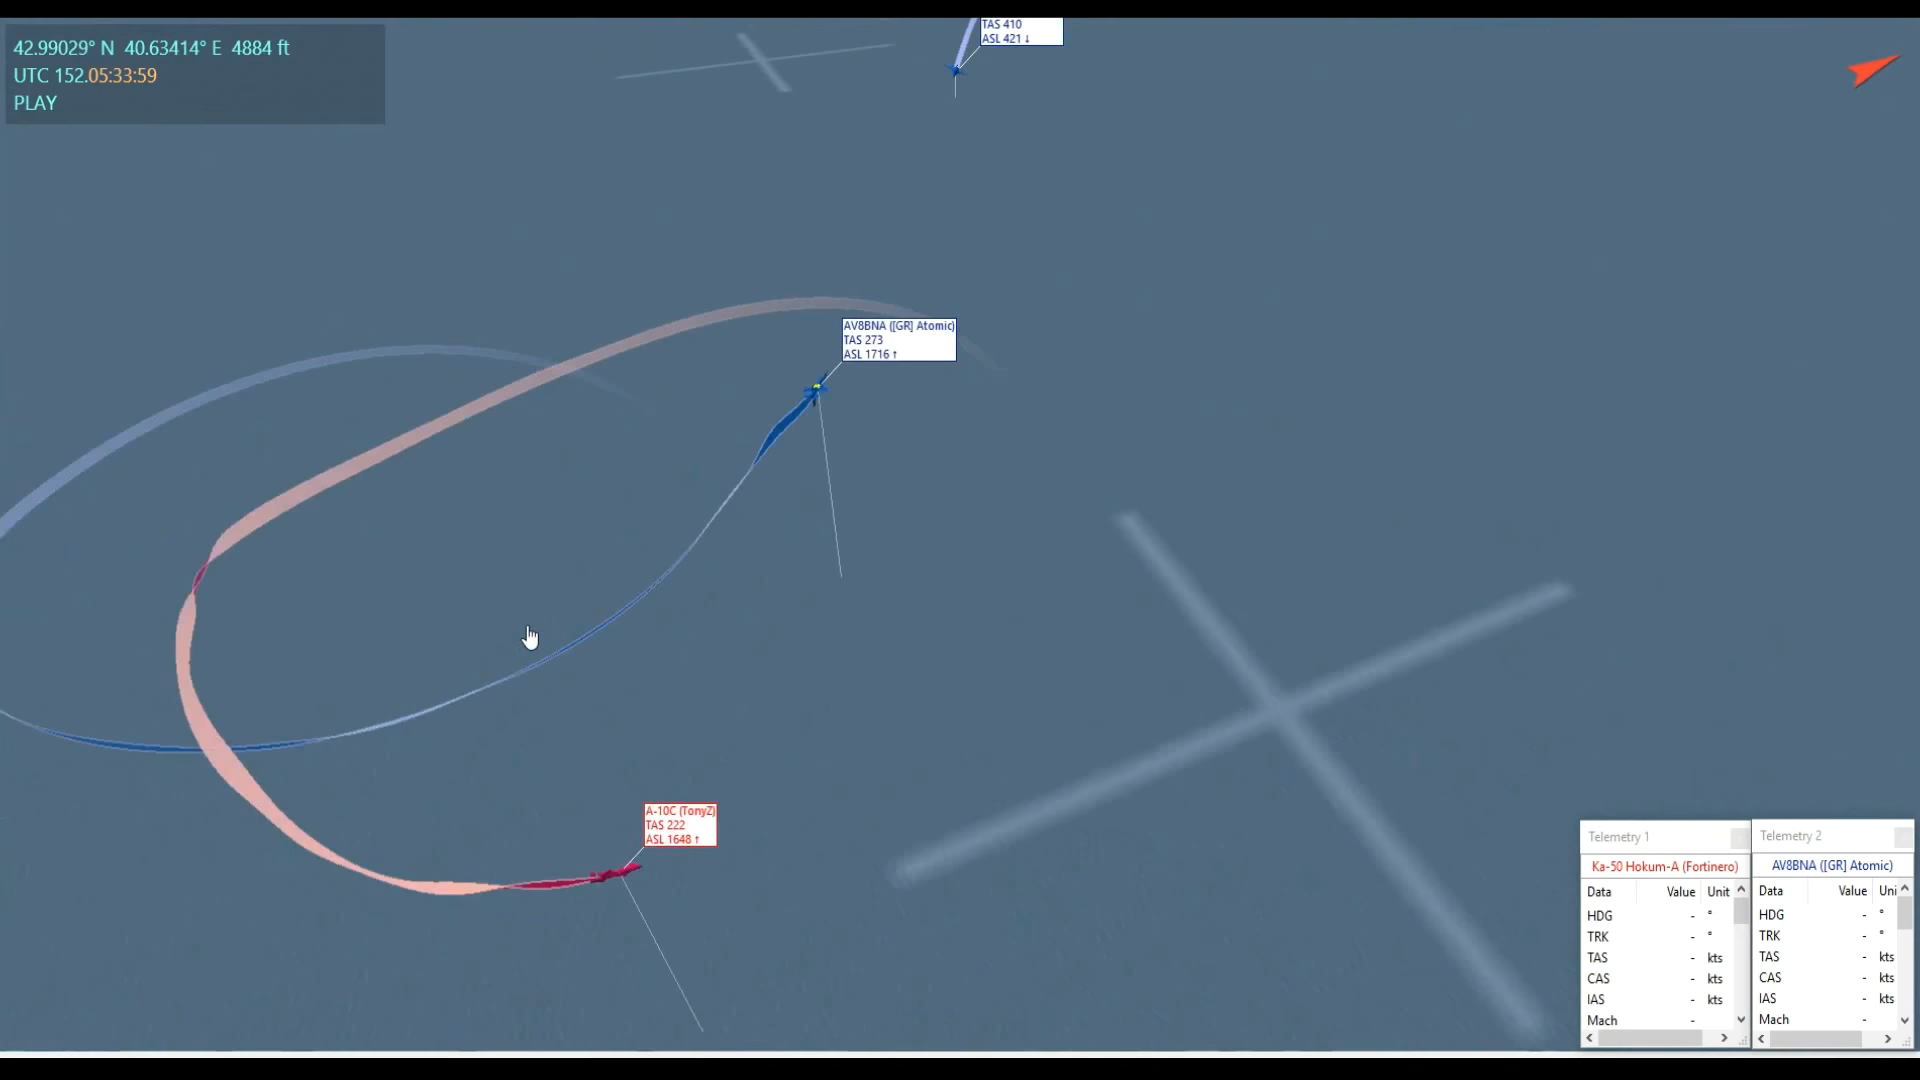 42.99029° N 40.63414° E 4884 ft
UTC 152.05:33:59
PLAY
TAS 410
ASL 421 ↓
AV8BNA ([GR] Atomic)
TAS 273
ASL 1716 ↑
A-10C (TonyZ)
TAS 222
ASL 1648 ↑
Telemetry 1
Ka-50 Hokum-A (Fortinero)
Data Value Unit
HDG - °
TRK - °
TAS - kts
CAS - kts
IAS - kts
Mach -
Telemetry 2
AV8BNA ([GR] Atomic)
Data Value Uni
HDG - °
TRK - °
TAS - kts
CAS - kts
IAS - kts
Mach -